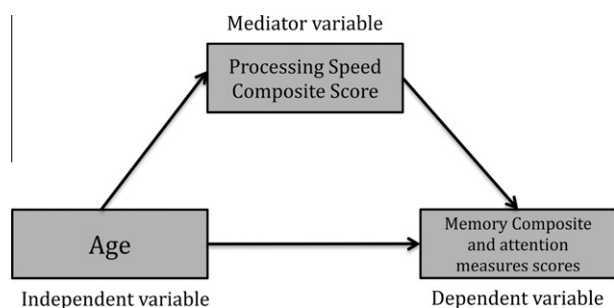 Mediator variable
Processing Speed
Composite Score
Age
Memory Composite
and attention
measures scores
Independent variable
Dependent variable